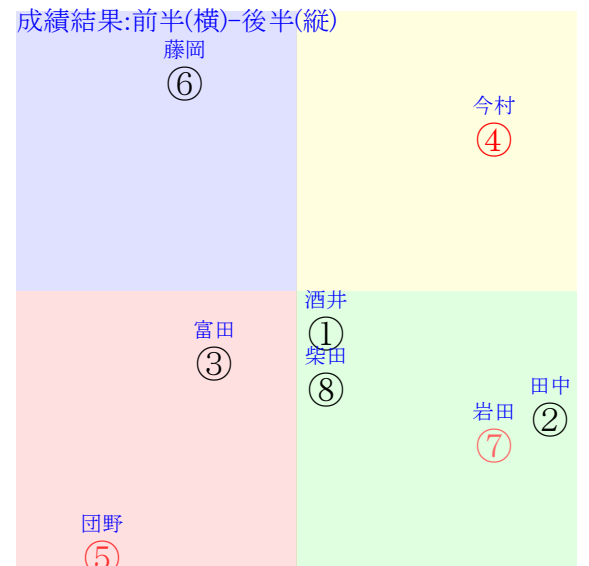 成績結果:前半(横)-後半(縦)
藤岡
⑥
今村
④
酒井
①
富田
③
柴田
⑧
田中
②
岩田
⑦
団野
⑤